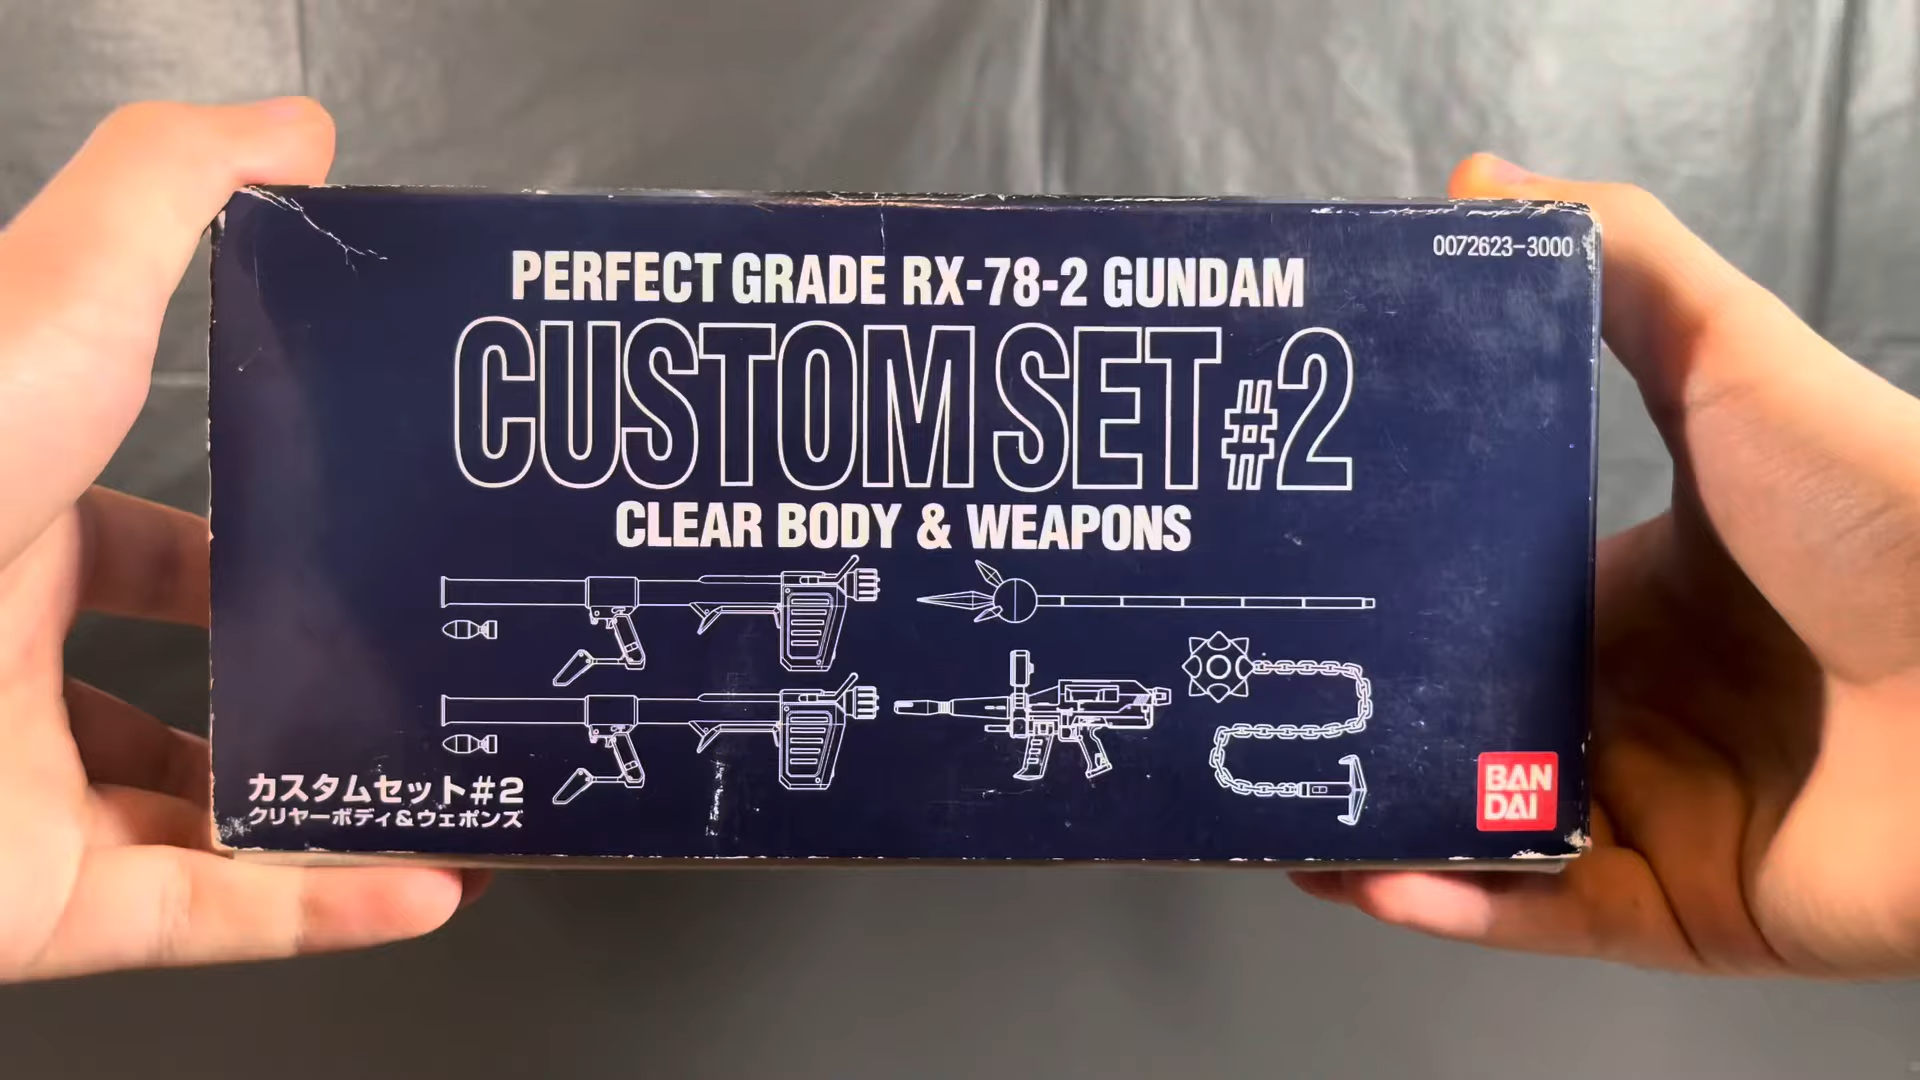 0072623-3000
PERFECT GRADE RX-78-2 GUNDAM
CUSTOM SET #2
CLEAR BODY & WEAPONS
カスタムセット#2
クリヤーボディ&ウェポンズ
BAN
DAI